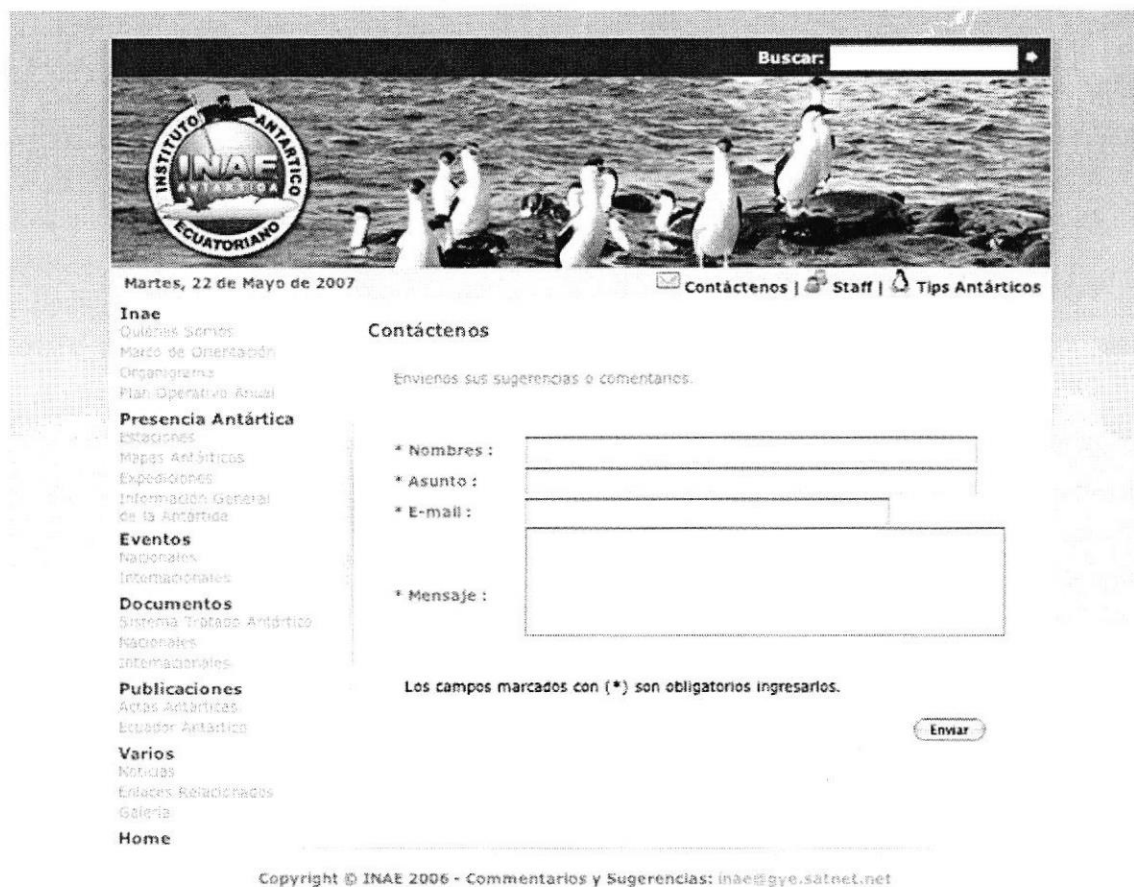 Buscar:
INSTITUTO ANTÁRTICO
INAE
ANTARTIDA
ECUATORIANO
Martes, 22 de Mayo de 2007
Contáctenos | Staff | Tips Antárticos
Inae
Quiénes Somos
Marco de Orientación
Organigrama
Plan Operativo Anual
Presencia Antártica
Estaciones
Mapas Antárticos
Expediciones
Información General
de la Antártida
Eventos
Nacionales
Internacionales
Documentos
Sistema Tratado Antártico
Nacionales
Internacionales
Publicaciones
Actas Antárticas
Ecuador Antártico
Varios
Noticias
Enlaces Relacionados
Galería
Home
Contáctenos
Envienos sus sugerencias o comentarios.
* Nombres :
* Asunto :
* E-mail :
* Mensaje :
Los campos marcados con (*) son obligatorios ingresarlos.
Enviar
Copyright © INAE 2006 - Commentarios y Sugerencias: inae@gye.satnet.net